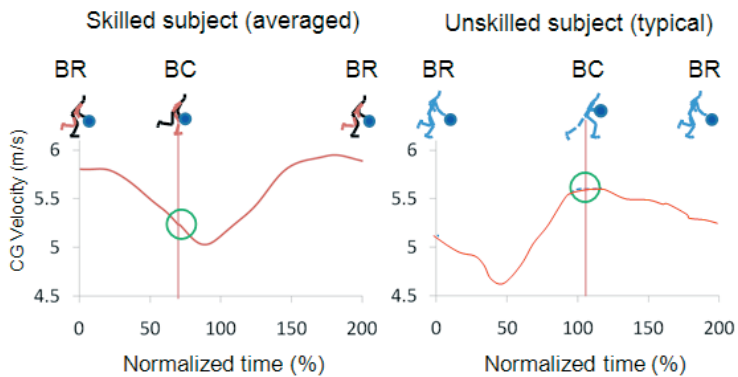 Skilled subject (averaged)
Unskilled subject (typical)
BR BC BR
BR BC BR
CG Velocity (m/s)
6
5.5
5
4.5
0 50 100 150 200
Normalized time (%)
6
5.5
5
4.5
0 50 100 150 200
Normalized time (%)